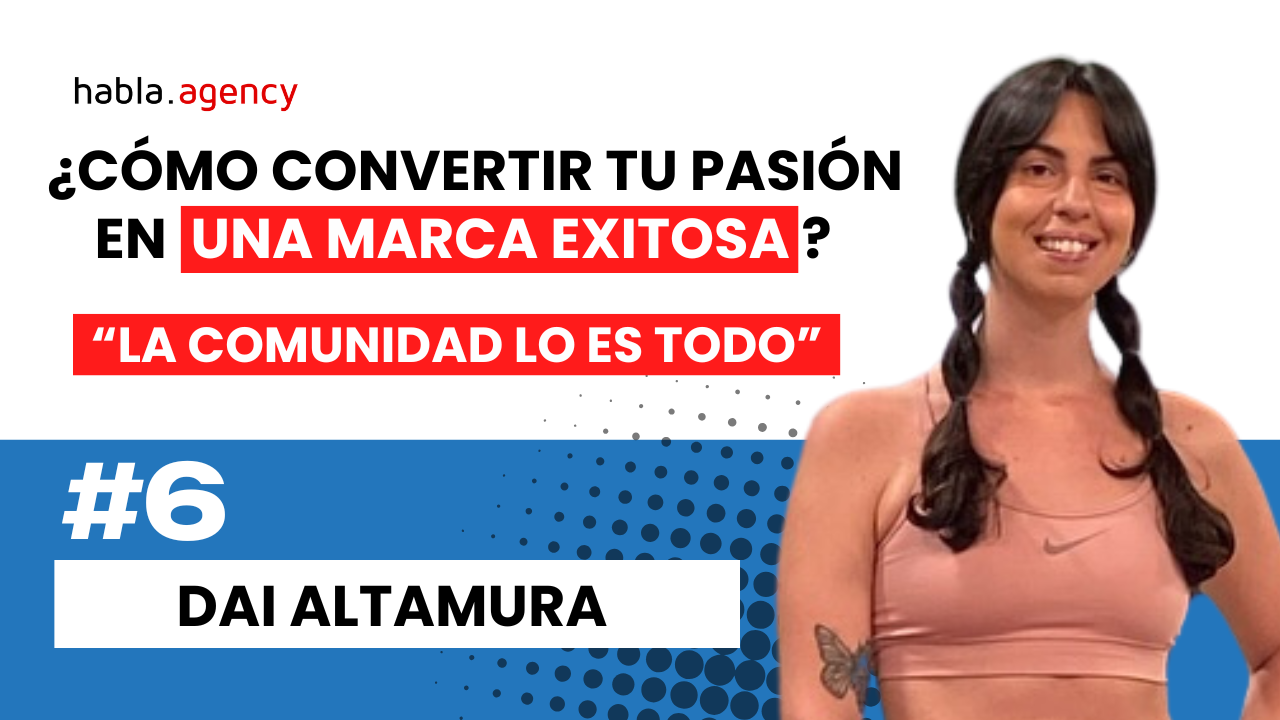 habla.agency
¿CÓMO CONVERTIR TU PASIÓN
EN UNA MARCA EXITOSA?
“LA COMUNIDAD LO ES TODO”
#6
DAI ALTAMURA